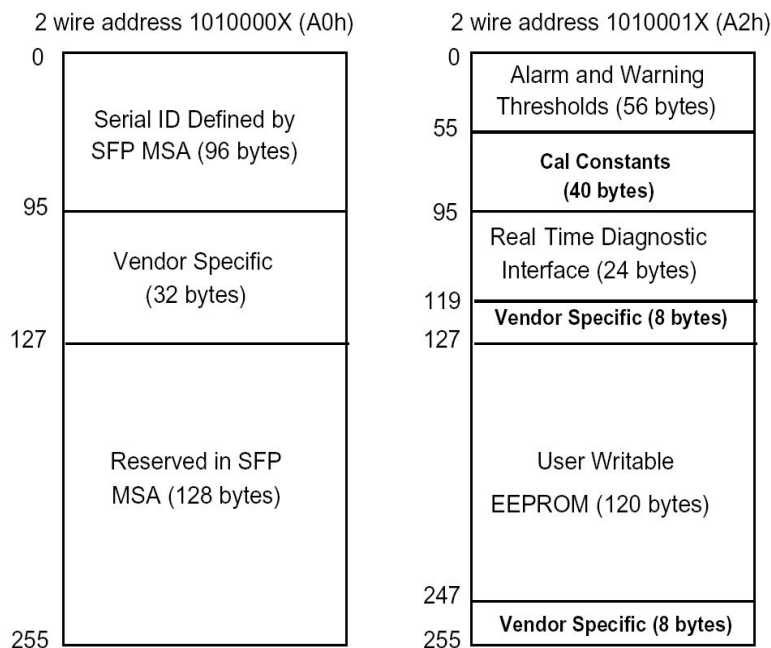 2 wire address 1010000X (A0h)
0
Serial ID Defined by
SFP MSA (96 bytes)
95
Vendor Specific
(32 bytes)
127
Reserved in SFP
MSA (128 bytes)
255
2 wire address 1010001X (A2h)
0
Alarm and Warning
Thresholds (56 bytes)
55
Cal Constants
(40 bytes)
95
Real Time Diagnostic
Interface (24 bytes)
119
Vendor Specific (8 bytes)
127
User Writable
EEPROM (120 bytes)
247
Vendor Specific (8 bytes)
255